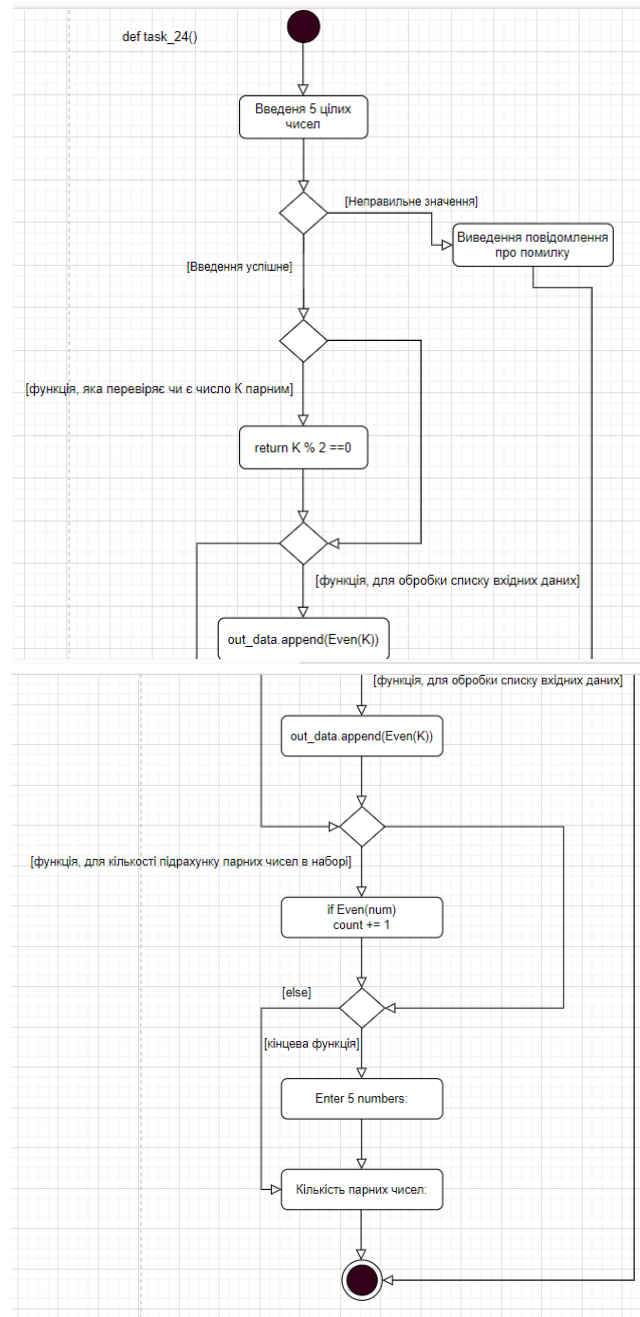 def task_24()
Введеня 5 цілих
чисел
[Неправильне значення]
Виведення повідомлення
про помилку
[Введення успішне]
[функція, яка перевіряє чи є число К парним]
return K % 2 ==0
[функція, для обробки списку вхідних даних]
out_data.append(Even(K))
[функція, для обробки списку вхідних даних]
out_data.append(Even(K))
[функція, для кількості підрахунку парних чисел в наборі]
if Even(num)
count += 1
[else]
[кінцева функція]
Enter 5 numbers:
Кількість парних чисел: